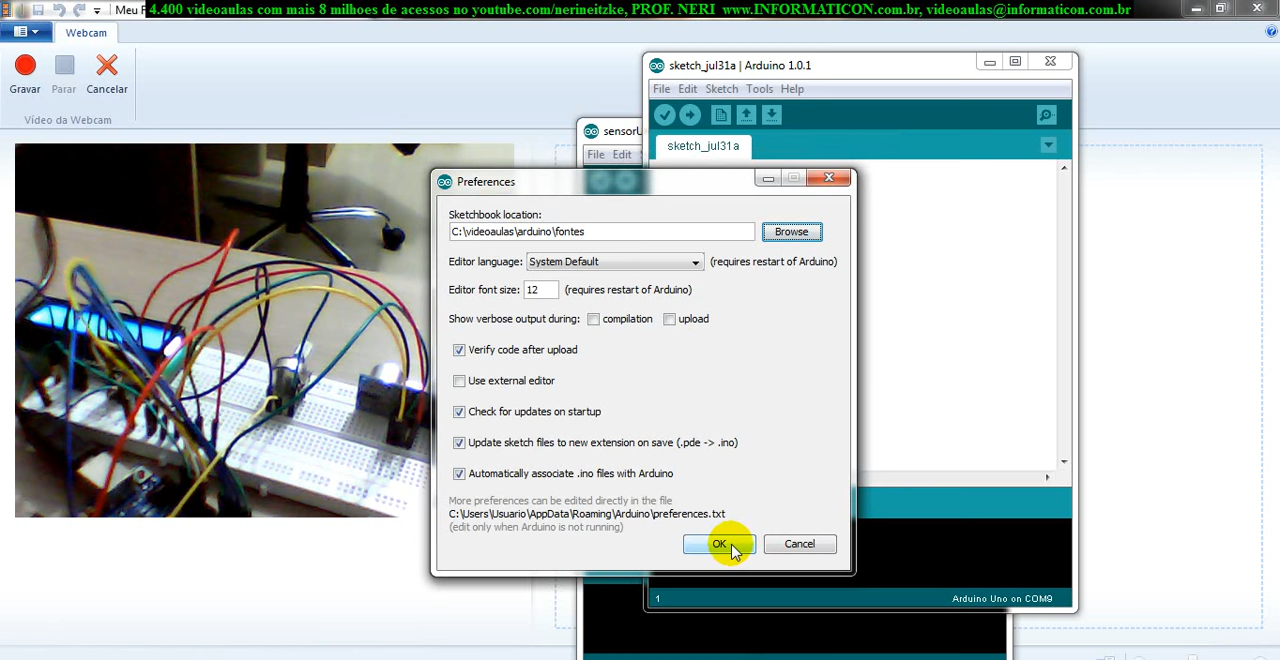 Meu F
4.400 videoaulas com mais 8 milhoes de acessos no youtube.com/nerineitzke, PROF. NERI www.INFORMATICON.com.br, videoaulas@informaticon.com.br
Webcam
Gravar
Parar
Cancelar
Vídeo da Webcam
sketch_jul31a | Arduino 1.0.1
File Edit Sketch Tools Help
sketch_jul31a
sensorU
File Edit
Preferences
Sketchbook location:
C:\videoaulas\arduino\fontes
Browse
Editor language: System Default (requires restart of Arduino)
Editor font size: 12 (requires restart of Arduino)
Show verbose output during: compilation upload
Verify code after upload
Use external editor
Check for updates on startup
Update sketch files to new extension on save (.pde -> .ino)
Automatically associate .ino files with Arduino
More preferences can be edited directly in the file
C:\Users\Usuario\AppData\Roaming\Arduino\preferences.txt
(edit only when Arduino is not running)
OK Cancel
1 Arduino Uno on COM9